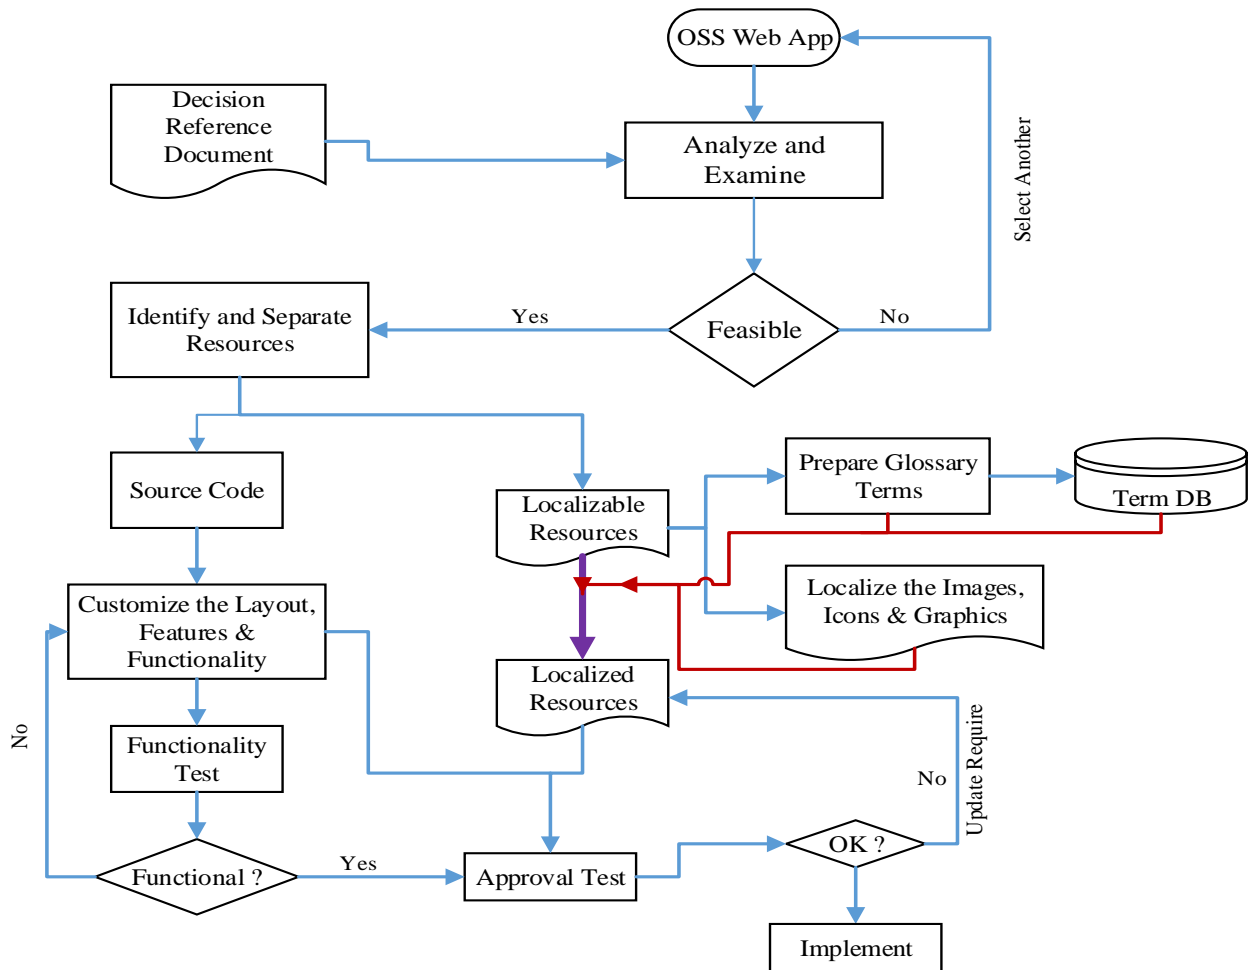 OSS Web App
Decision
Reference
Document
Analyze and
Examine
Select Another
Identify and Separate
Resources
Yes
Feasible
No
Source Code
Localizable
Resources
Prepare Glossary
Terms
Term DB
Customize the Layout,
Features &
Functionality
Localize the Images,
Icons & Graphics
Localized
Resources
No
Functionality
Test
No
Update Require
Functional ?
Yes
Approval Test
OK ?
Implement